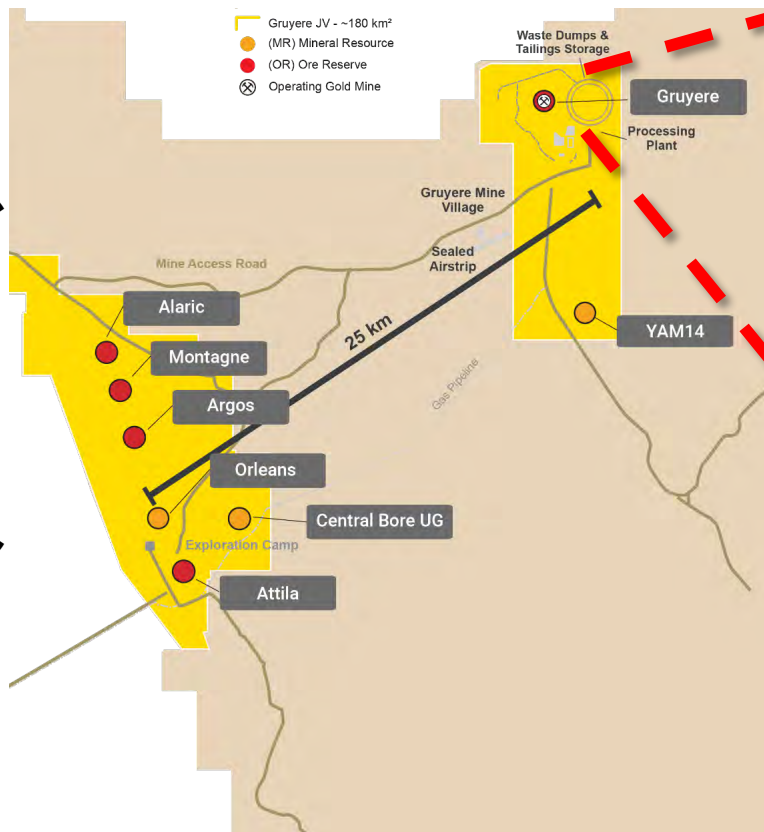 Gruyere JV - ~180 km²
(MR) Mineral Resource
(OR) Ore Reserve
Operating Gold Mine
Waste Dumps &
Tailings Storage
Gruyere
Processing
Plant
Gruyere Mine
Village
Sealed
Airstrip
Mine Access Road
Alaric
25 km
YAM14
Montagne
Gas Pipeline
Argos
Orleans
Central Bore UG
Exploration Camp
Attila